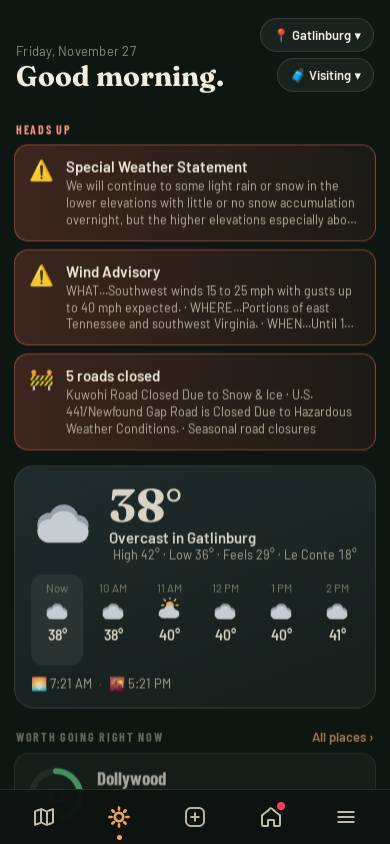 Friday, November 27
Good morning.
📍 Gatlinburg ▾
🧳 Visiting ▾
HEADS UP
Special Weather Statement
We will continue to some light rain or snow in the
lower elevations with little or no snow accumulation
overnight, but the higher elevations especially abo...
Wind Advisory
WHAT...Southwest winds 15 to 25 mph with gusts up
to 40 mph expected. · WHERE...Portions of east
Tennessee and southwest Virginia. · WHEN...Until 1...
5 roads closed
Kuwohi Road Closed Due to Snow & Ice · U.S.
441/Newfound Gap Road is Closed Due to Hazardous
Weather Conditions. · Seasonal road closures
38°
Overcast in Gatlinburg
High 42° · Low 36° · Feels 29° · Le Conte 18°
Now 10 AM 11 AM 12 PM 1 PM 2 PM
38° 38° 40° 40° 40° 41°
7:21 AM · 5:21 PM
WORTH GOING RIGHT NOW
All places ›
Dollywood